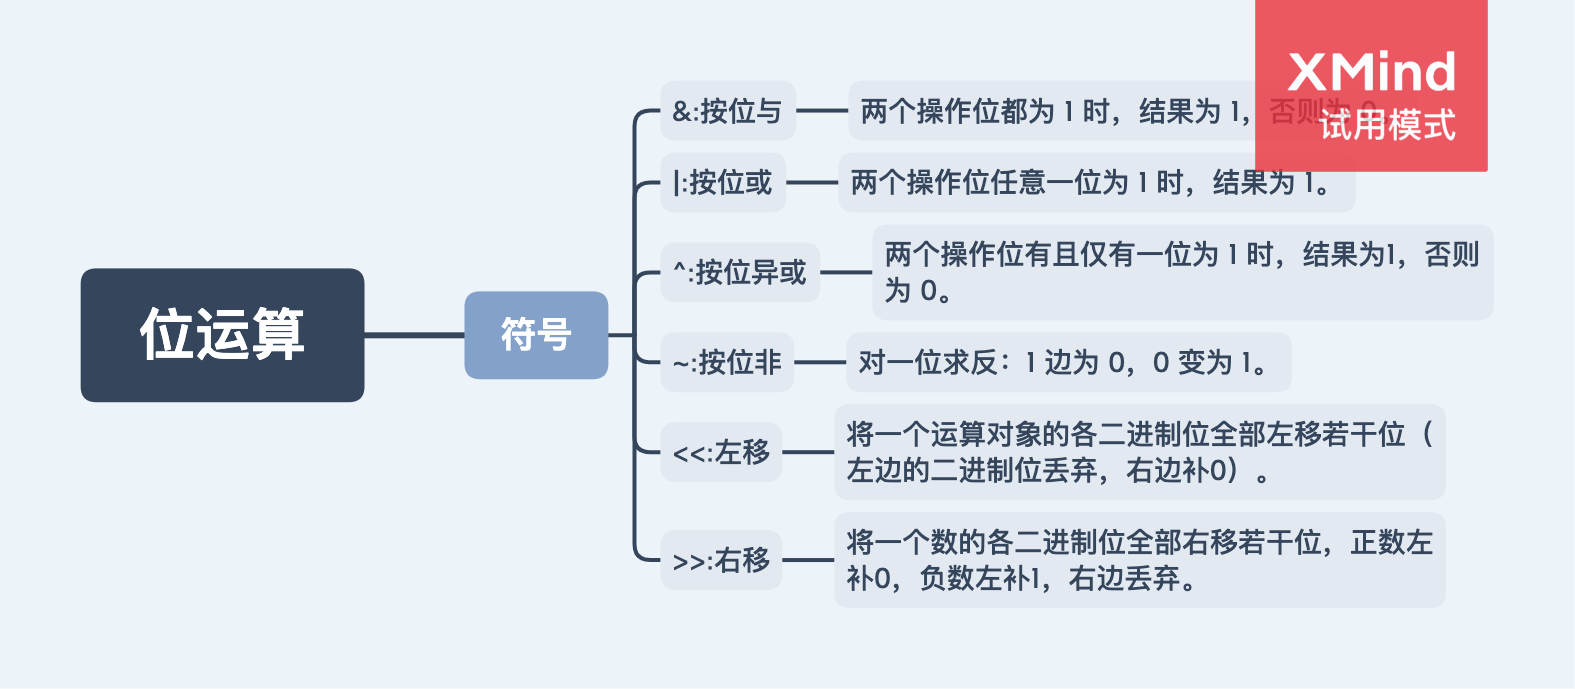 XMind
试用模式
&:按位与
两个操作位都为 1 时，结果为 1，否则为 0。
|:按位或
两个操作位任意一位为 1 时，结果为 1。
^:按位异或
两个操作位有且仅有一位为 1 时，结果为1，否则
为 0。
位运算
符号
~:按位非
对一位求反：1 边为 0，0 变为 1。
<<:左移
将一个运算对象的各二进制位全部左移若干位（
左边的二进制位丢弃，右边补0）。
>>:右移
将一个数的各二进制位全部右移若干位，正数左
补0，负数左补1，右边丢弃。